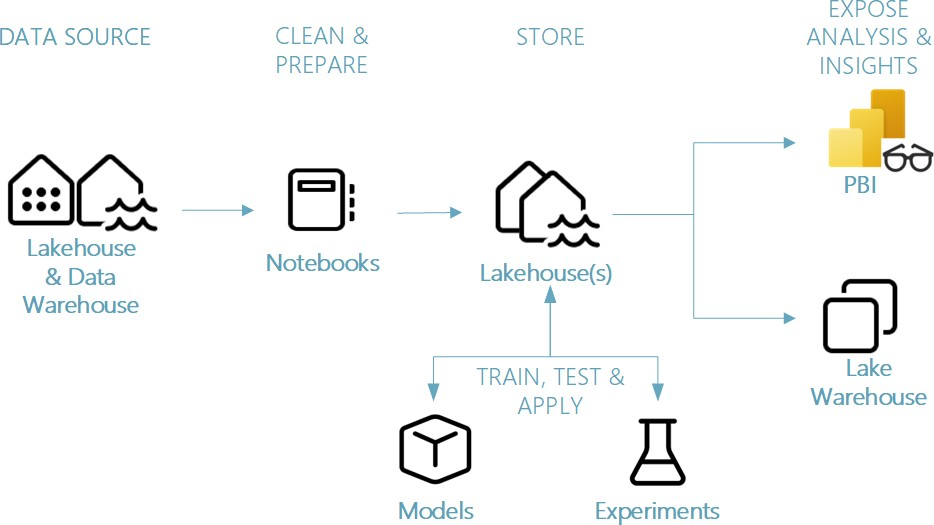 DATA SOURCE
CLEAN &
PREPARE
STORE
EXPOSE
ANALYSIS &
INSIGHTS
Lakehouse
& Data
Warehouse
Notebooks
Lakehouse(s)
PBI
Lake
Warehouse
TRAIN, TEST &
APPLY
Models
Experiments